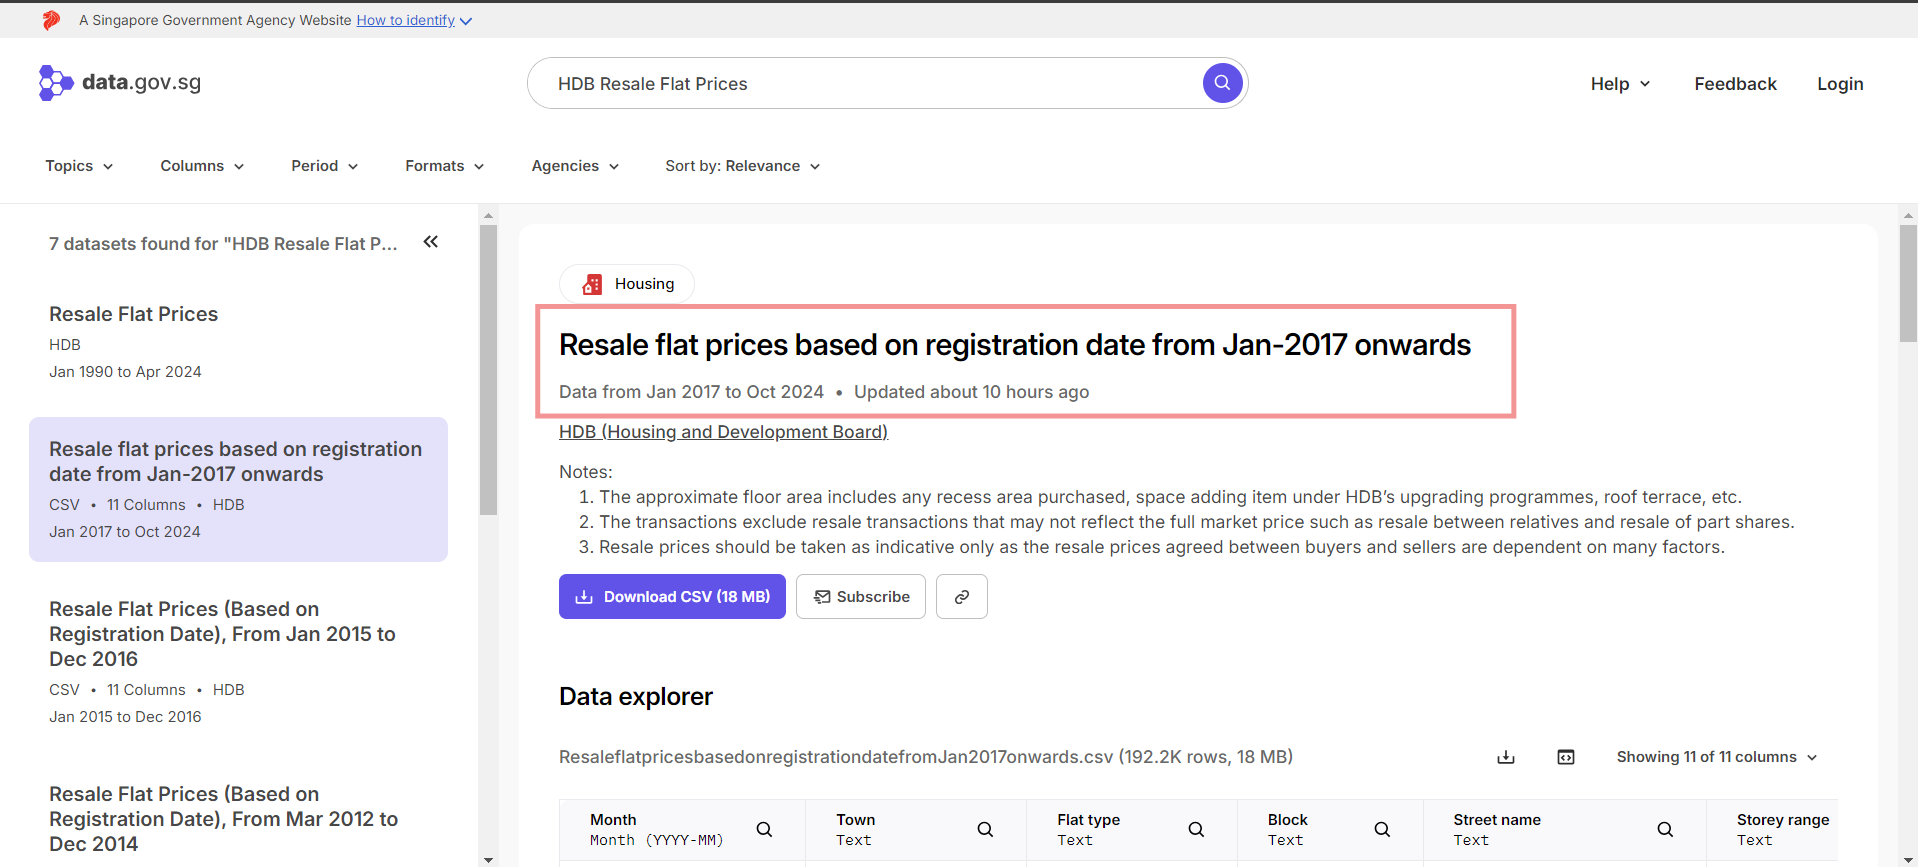 A Singapore Government Agency Website How to identify
data.gov.sg
HDB Resale Flat Prices
Help
Feedback
Login
Topics
Columns
Period
Formats
Agencies
Sort by: Relevance
7 datasets found for "HDB Resale Flat P...
Resale Flat Prices
HDB
Jan 1990 to Apr 2024
Resale flat prices based on registration
date from Jan-2017 onwards
CSV • 11 Columns • HDB
Jan 2017 to Oct 2024
Resale Flat Prices (Based on
Registration Date), From Jan 2015 to
Dec 2016
CSV • 11 Columns • HDB
Jan 2015 to Dec 2016
Resale Flat Prices (Based on
Registration Date), From Mar 2012 to
Dec 2014
Housing
Resale flat prices based on registration date from Jan-2017 onwards
Data from Jan 2017 to Oct 2024 • Updated about 10 hours ago
HDB (Housing and Development Board)
Notes:
1. The approximate floor area includes any recess area purchased, space adding item under HDB’s upgrading programmes, roof terrace, etc.
2. The transactions exclude resale transactions that may not reflect the full market price such as resale between relatives and resale of part shares.
3. Resale prices should be taken as indicative only as the resale prices agreed between buyers and sellers are dependent on many factors.
Download CSV (18 MB)
Subscribe
Data explorer
ResaleflatpricesbasedonregistrationdatefromJan2017onwards.csv (192.2K rows, 18 MB)
Showing 11 of 11 columns
Month
Month (YYYY-MM)
Town
Text
Flat type
Text
Block
Text
Street name
Text
Storey range
Text